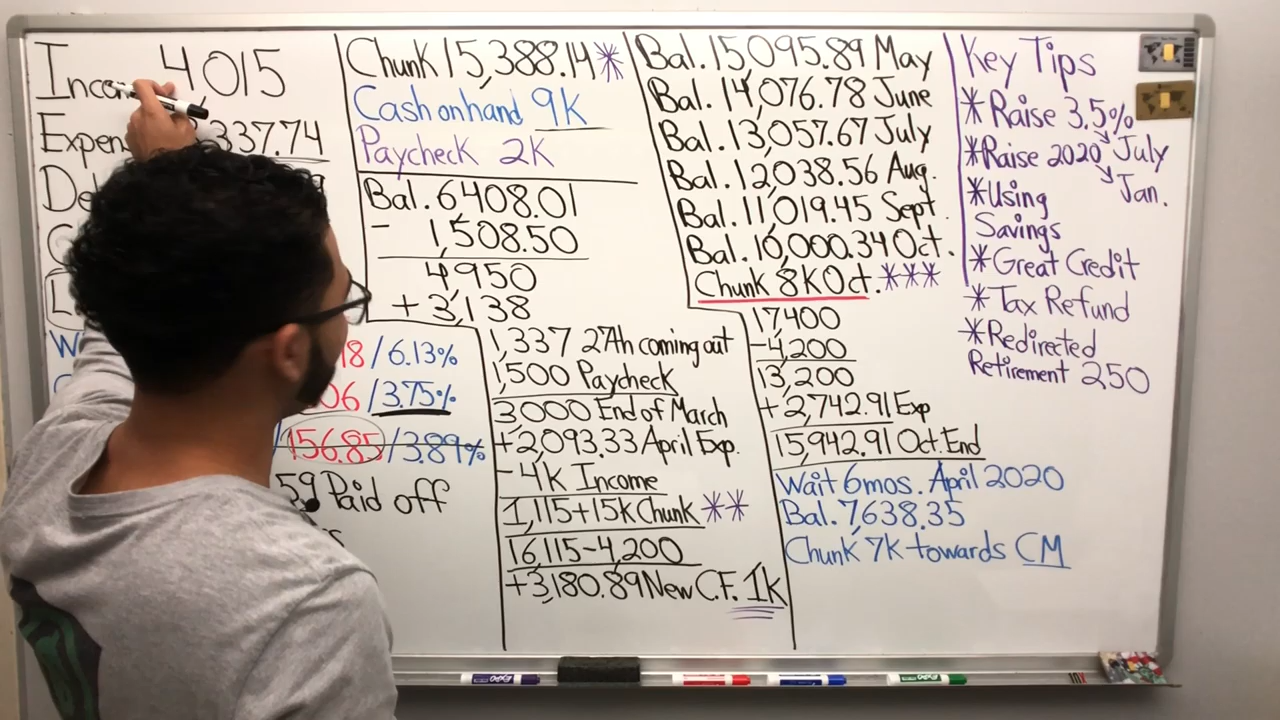 Income 4,015
337.74
Chunk 15,388.14*
Cash on hand 9K
Paycheck 2K
Bal. 6408.01
- 1,508.50
4,950
+ 3,138
18/6.13%
06/3.75%
156.85/3.89%
59 Paid off
1,337 27th coming out
1,500 Paycheck
3,000 End of March
+2,093.33 April Exp.
-4K Income
1,115+15K Chunk **
16,115-4,200
+3,180.89 New C.F. 1K
Bal. 15095.89 May
Bal. 14,076.78 June
Bal. 13,057.67 July
Bal. 12,038.56 Aug.
Bal. 11,019.45 Sept.
Bal. 10,000.34 Oct.
Chunk 8K Oct. ***
17400
-4,200
13,200
+2,742.91 Exp
15,942.91 Oct. End
Wait 6mos. April 2020
Bal. 7,638.35
Chunk 7K towards CM
Key Tips
* Raise 3.5%
July
*Raise 2020
Jan.
*Using
Savings
*Great Credit
*Tax Refund
*Redirected
Retirement 250
EXPO